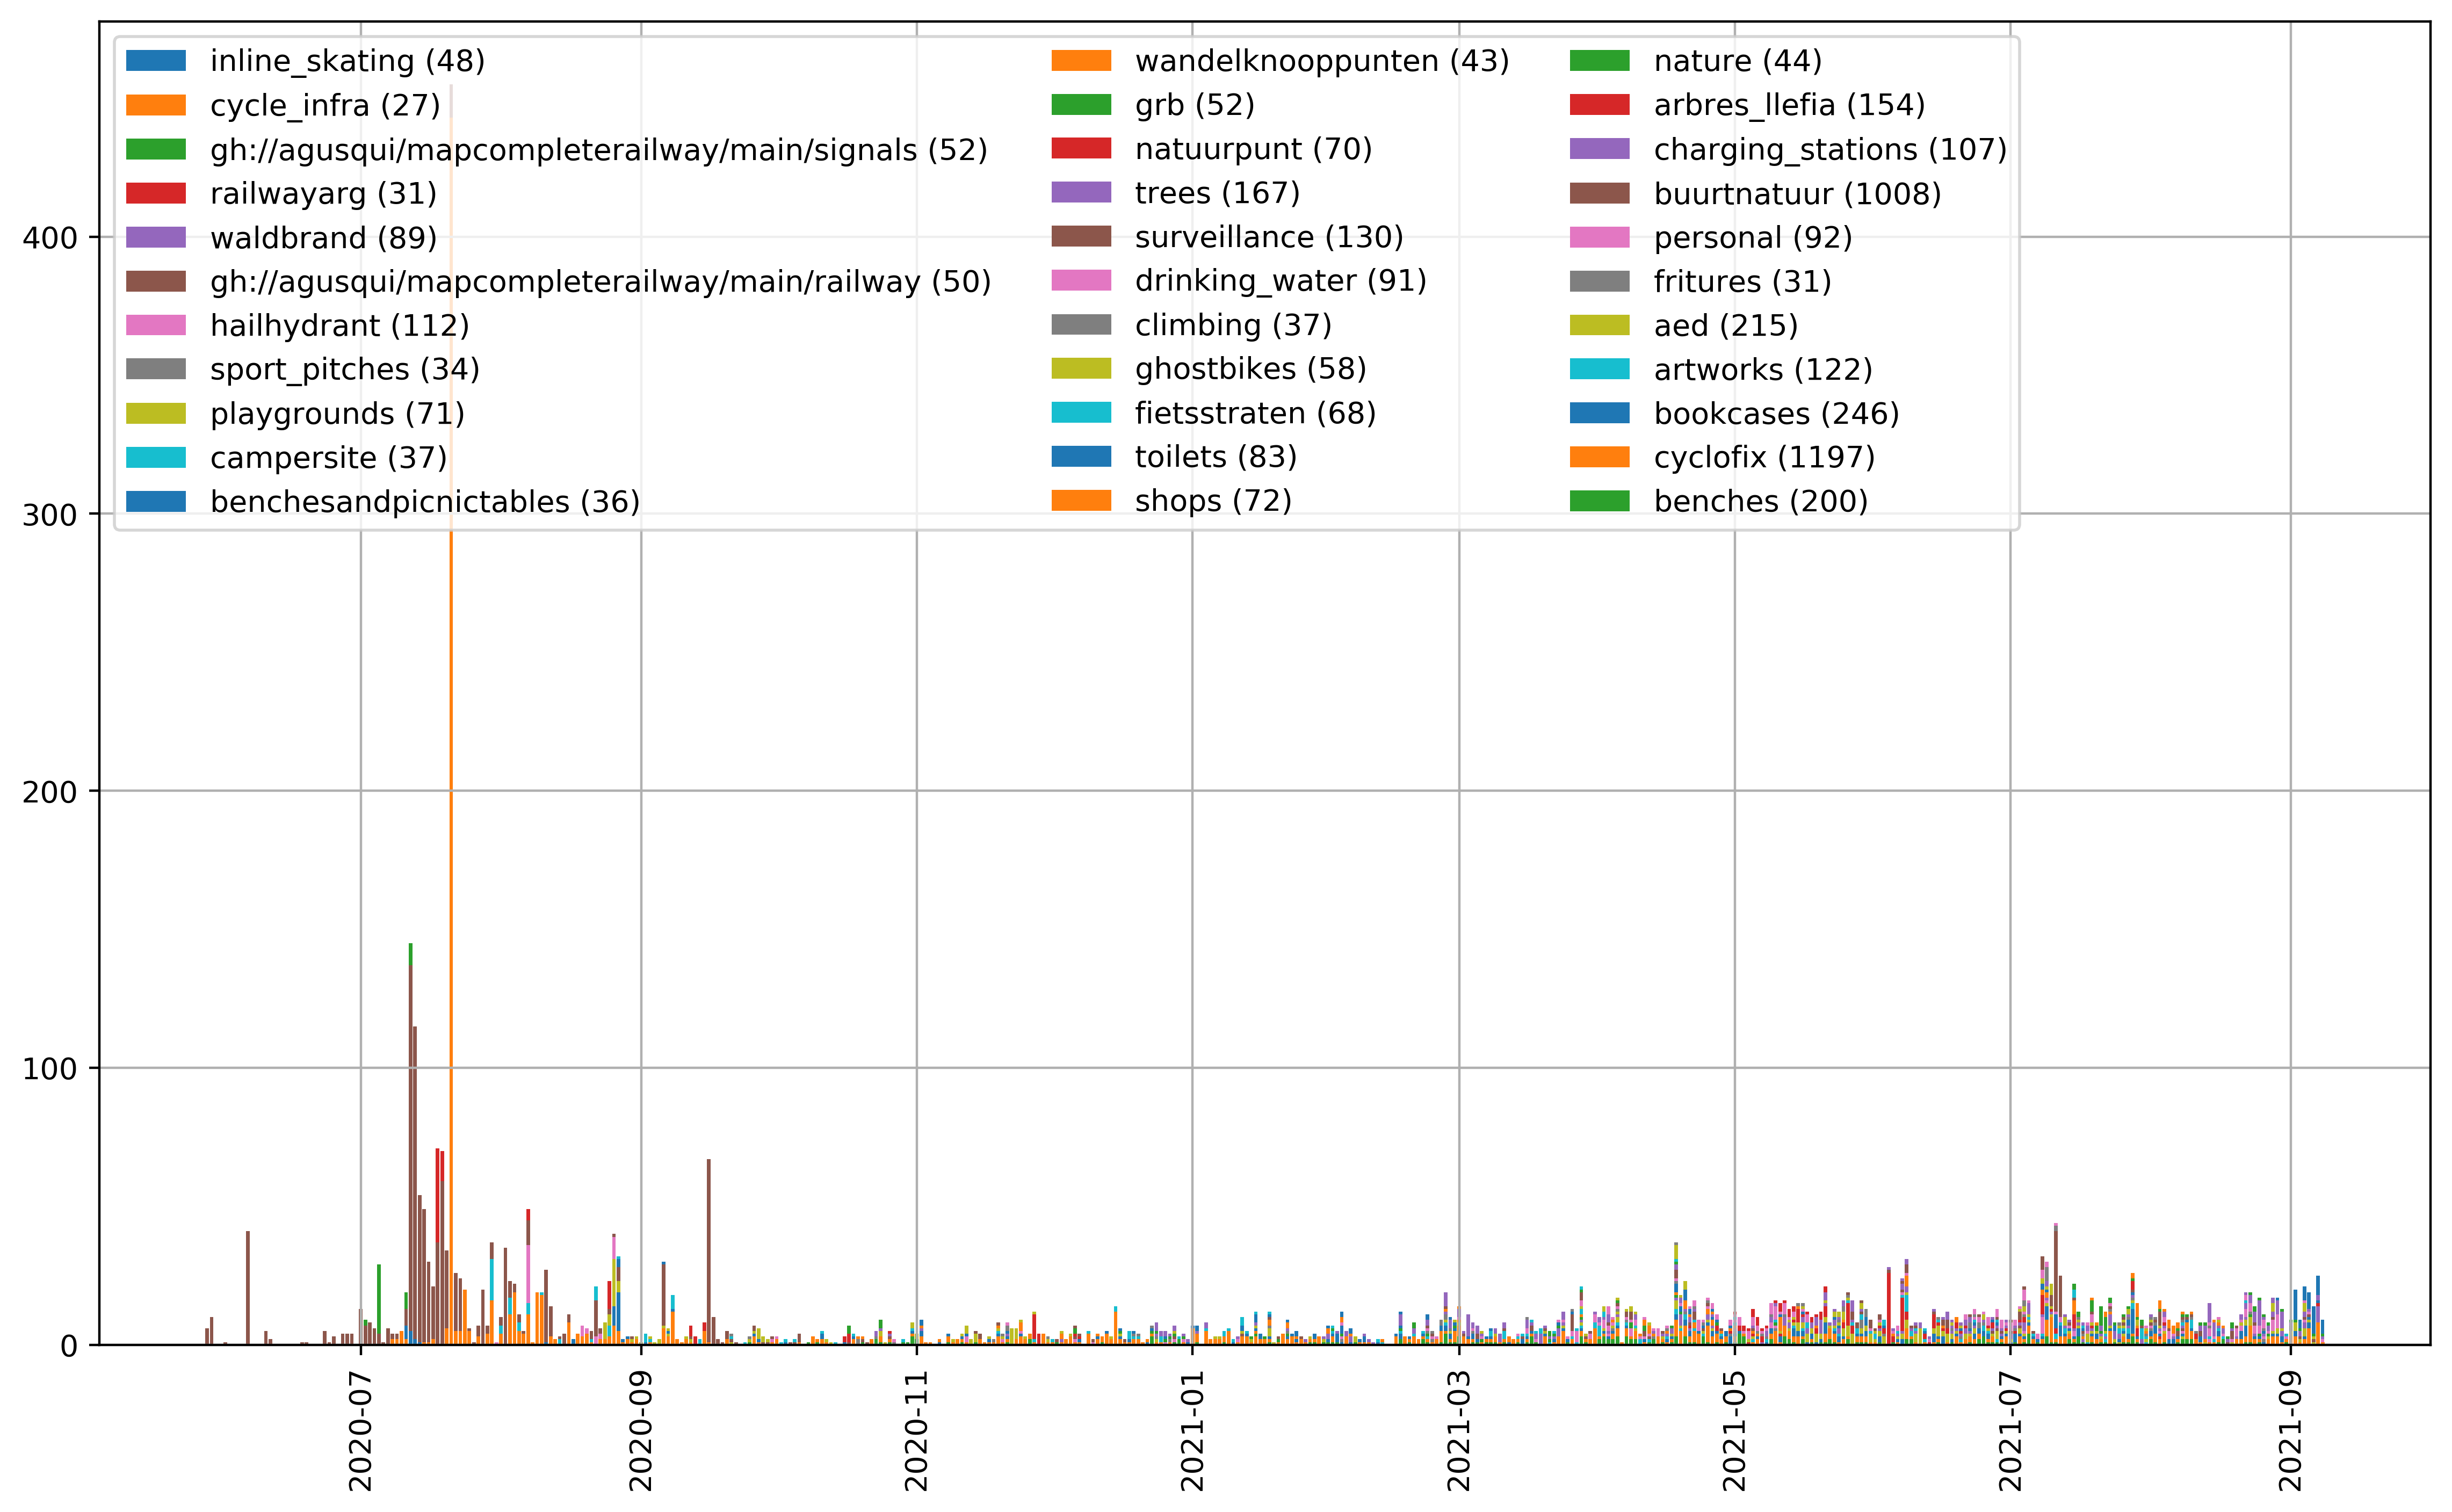 inline_skating (48)
cycle_infra (27)
gh://agusqui/mapcompleterailway/main/signals (52)
railwayarg (31)
waldbrand (89)
gh://agusqui/mapcompleterailway/main/railway (50)
hailhydrant (112)
sport_pitches (34)
playgrounds (71)
campersite (37)
benchesandpicnictables (36)
wandelknooppunten (43)
grb (52)
natuurpunt (70)
trees (167)
surveillance (130)
drinking_water (91)
climbing (37)
ghostbikes (58)
fietsstraten (68)
toilets (83)
shops (72)
nature (44)
arbres_llefia (154)
charging_stations (107)
buurtnatuur (1008)
personal (92)
fritures (31)
aed (215)
artworks (122)
bookcases (246)
cyclofix (1197)
benches (200)
400
300
200
100
0
2020-07
2020-09
2020-11
2021-01
2021-03
2021-05
2021-07
2021-09